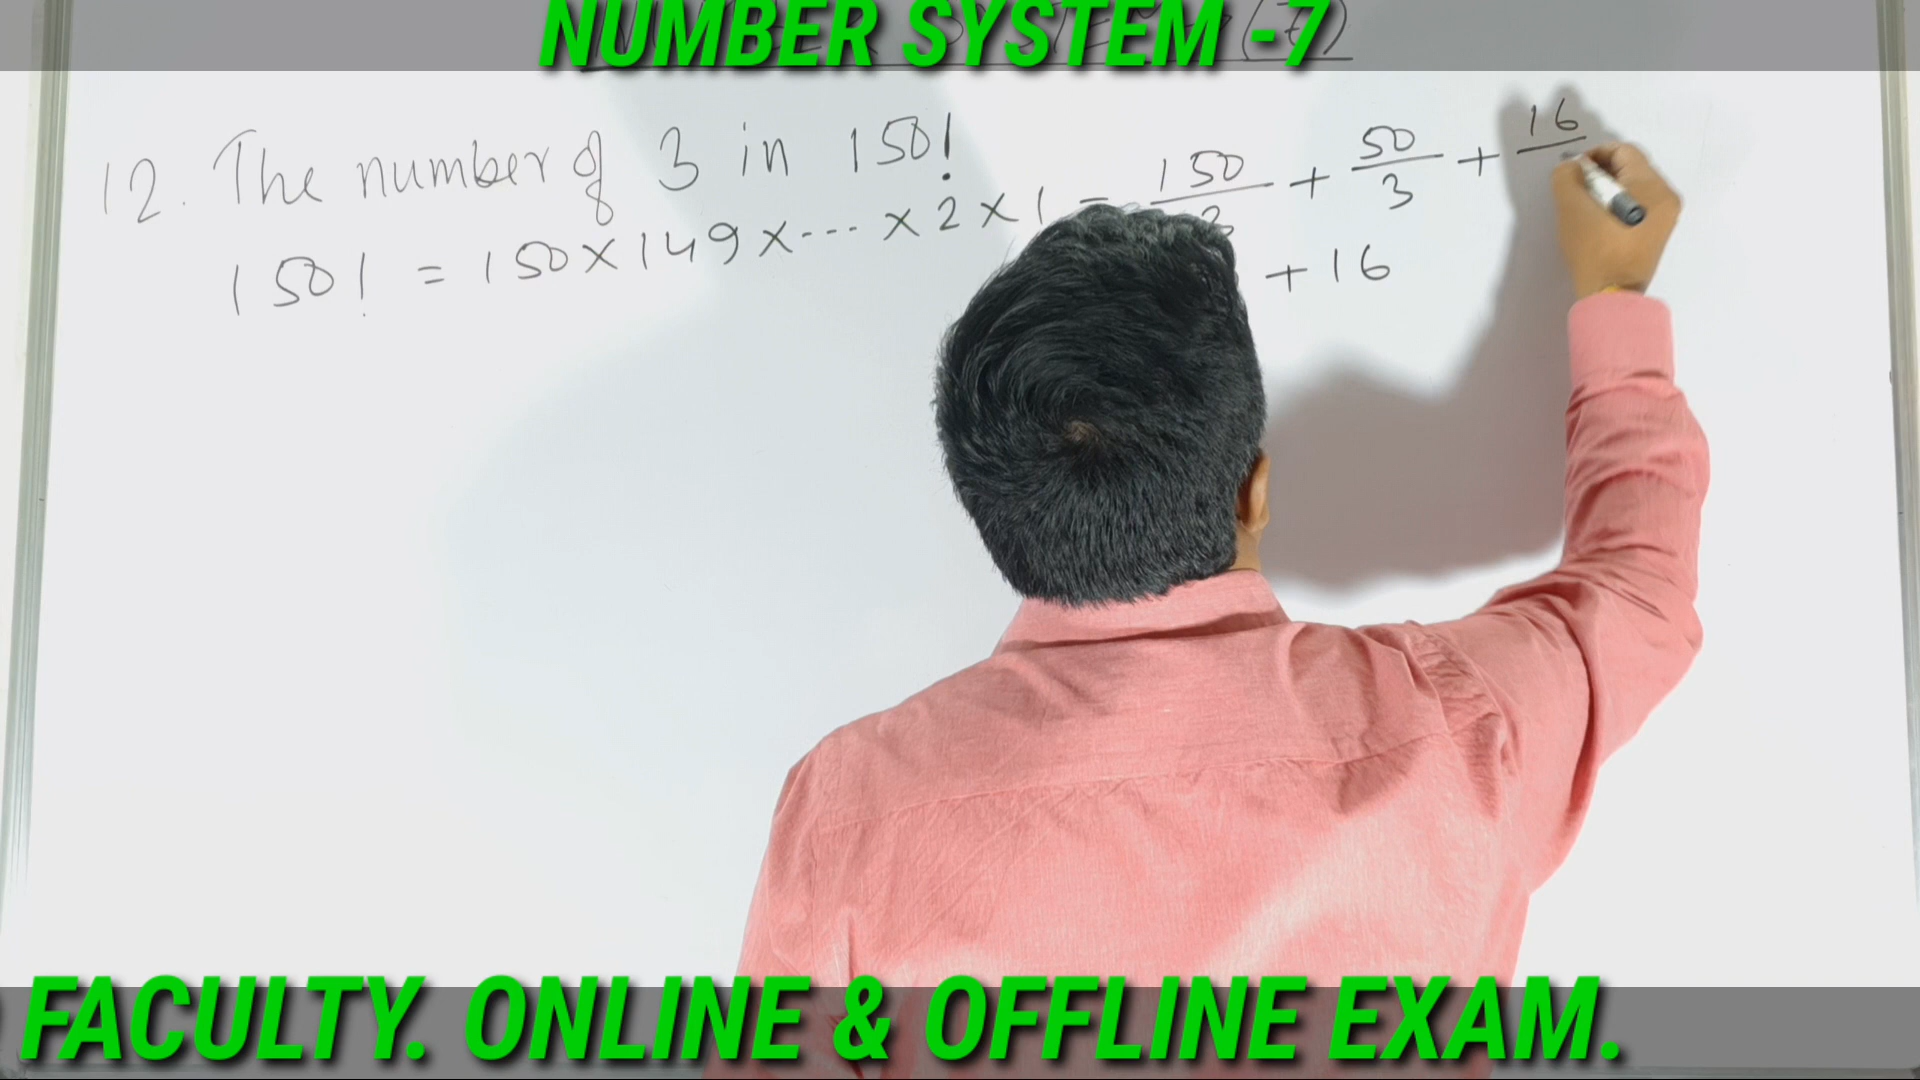 NUMBER SYSTEM -7
12. The number of 3 in 150!
150! = 150 × 149 × --- × 2 × 1 = 150/3 + 50/3 + 16
+ 16
FACULTY. ONLINE & OFFLINE EXAM.